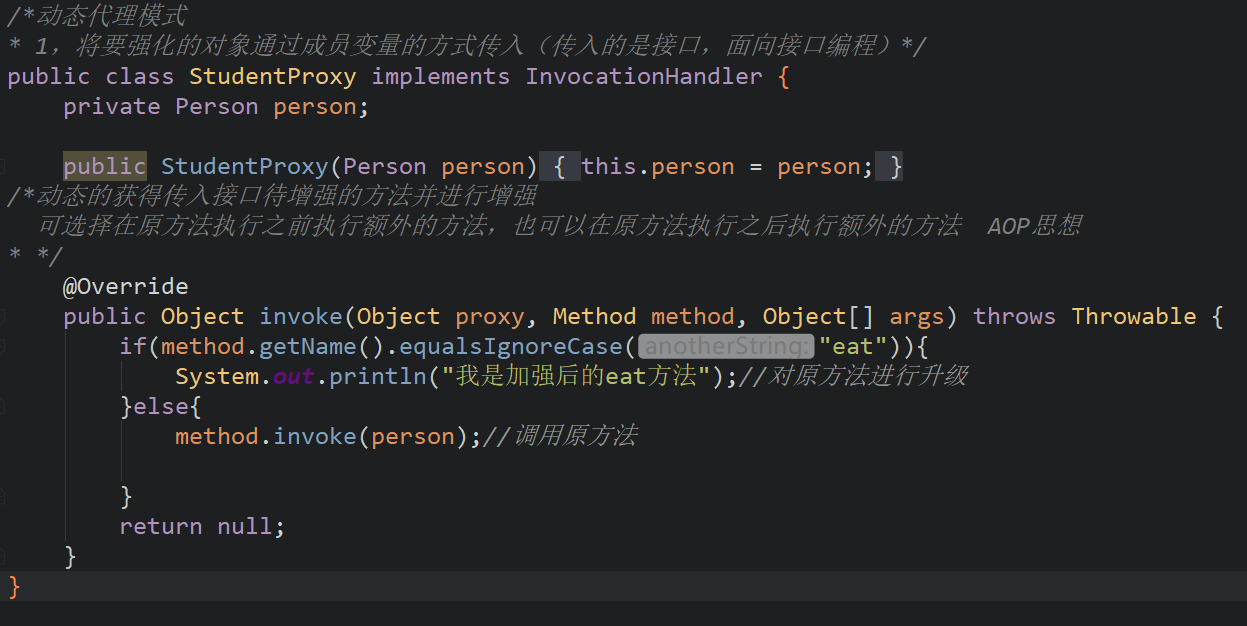 /*动态代理模式
* 1，将要强化的对象通过成员变量的方式传入（传入的是接口，面向接口编程）*/
public class StudentProxy implements InvocationHandler {
    private Person person;
    public StudentProxy(Person person) { this.person = person; }
/*动态的获得传入接口待增强的方法并进行增强
  可选择在原方法执行之前执行额外的方法，也可以在原方法执行之后执行额外的方法  AOP思想
* */
    @Override
    public Object invoke(Object proxy, Method method, Object[] args) throws Throwable {
        if(method.getName().equalsIgnoreCase( anotherString: "eat")){
            System.out.println("我是加强后的eat方法");//对原方法进行升级
        }else{
            method.invoke(person);//调用原方法
        }
        return null;
    }
}